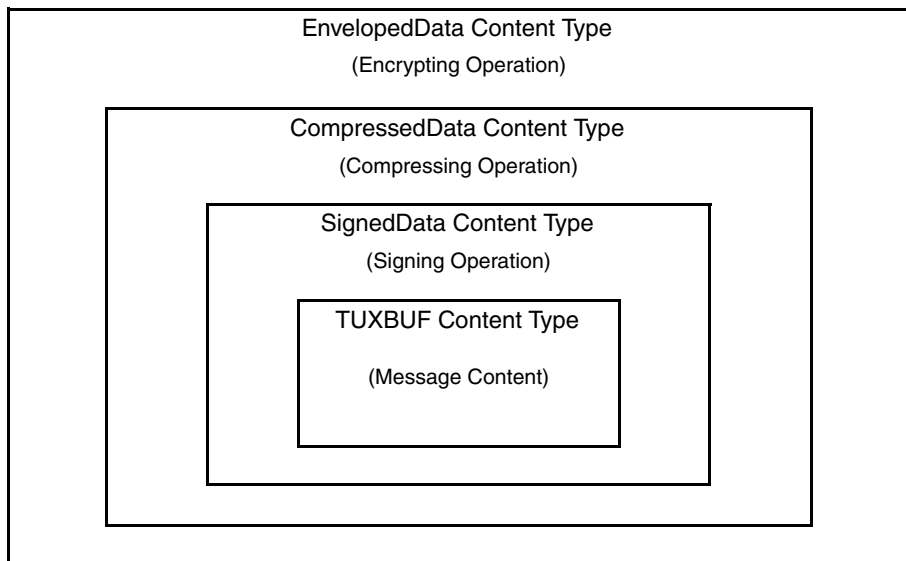 EnvelopedData Content Type
(Encrypting Operation)
CompressedData Content Type
(Compressing Operation)
SignedData Content Type
(Signing Operation)
TUXBUF Content Type
(Message Content)